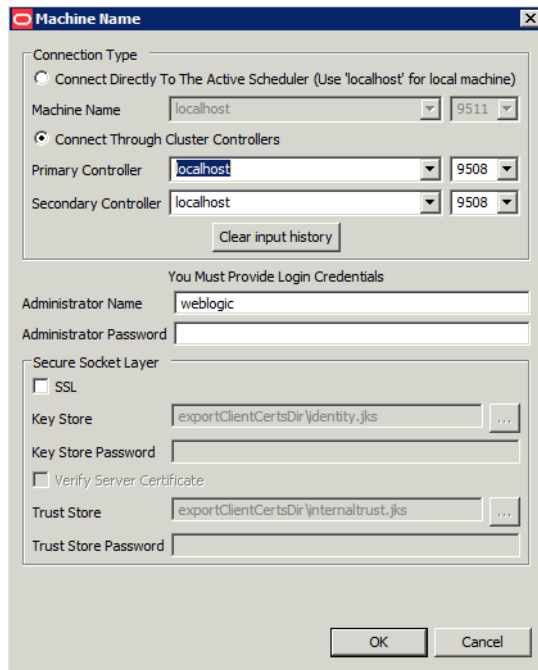 Machine Name
Connection Type
Connect Directly To The Active Scheduler (Use 'localhost' for local machine)
Machine Name localhost 9511
Connect Through Cluster Controllers
Primary Controller localhost 9508
Secondary Controller localhost 9508
Clear input history
You Must Provide Login Credentials
Administrator Name weblogic
Administrator Password
Secure Socket Layer
SSL
Key Store exportClientCertsDir\identity.jks ...
Key Store Password
Verify Server Certificate
Trust Store exportClientCertsDir\internaltrust.jks ...
Trust Store Password
OK Cancel